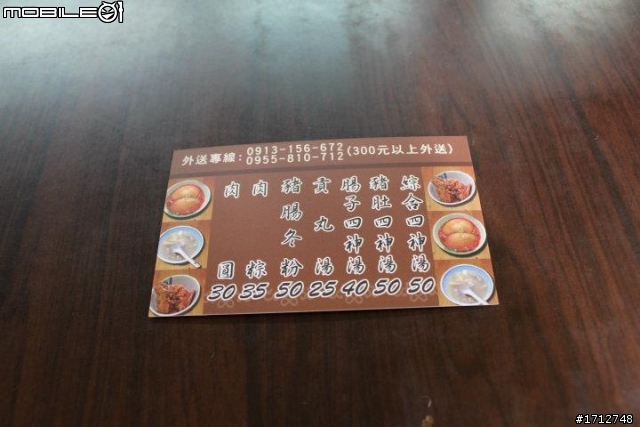 MOBILE01
外送專線：0913-156-672
0955-810-712 (300元以上外送)
綜合四神湯 50
豬肚四神湯 50
腸子四神湯 40
貢丸湯 25
豬腸冬粉 50
肉粽 35
肉圓 30
#1712748